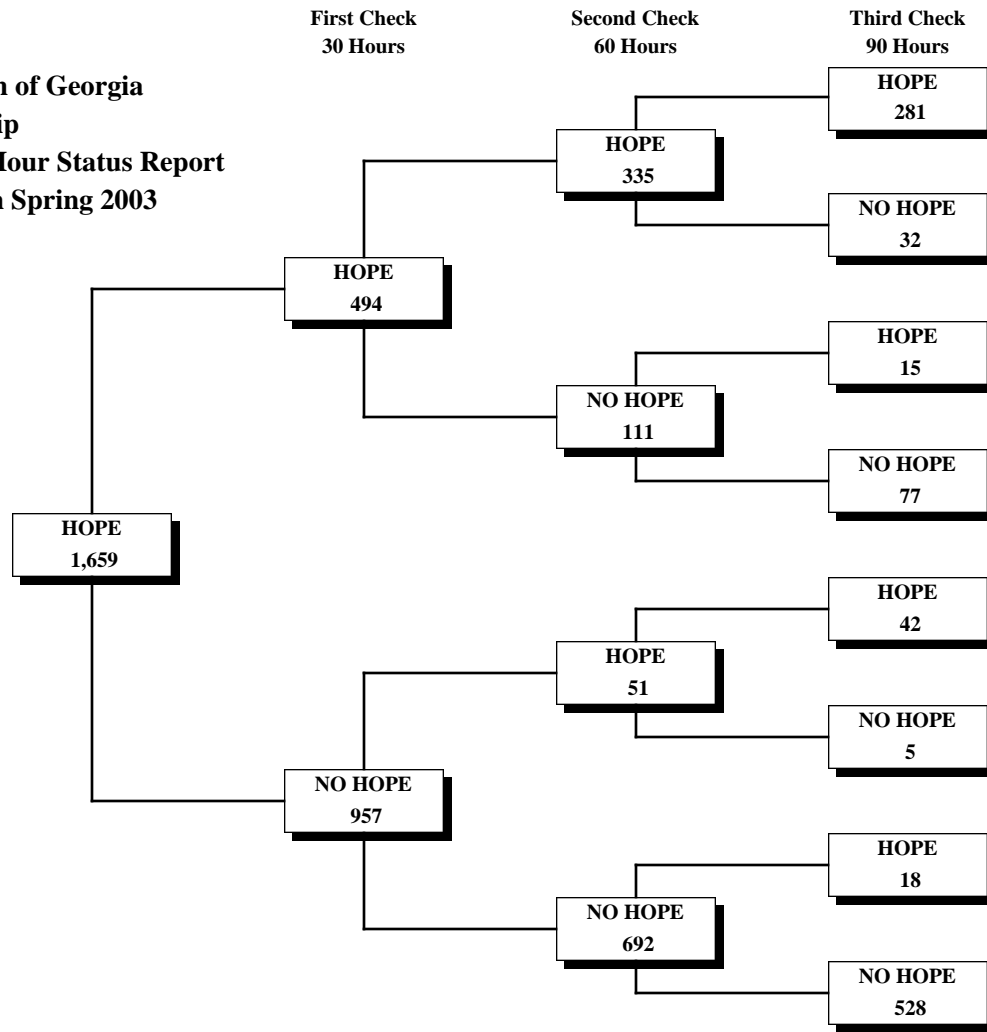 First Check
30 Hours
Second Check
60 Hours
Third Check
90 Hours
of Georgia
Hour Status Report
Spring 2003
HOPE
281
HOPE
335
NO HOPE
32
HOPE
494
HOPE
15
NO HOPE
111
NO HOPE
77
HOPE
1,659
HOPE
42
HOPE
51
NO HOPE
5
NO HOPE
957
HOPE
18
NO HOPE
692
NO HOPE
528